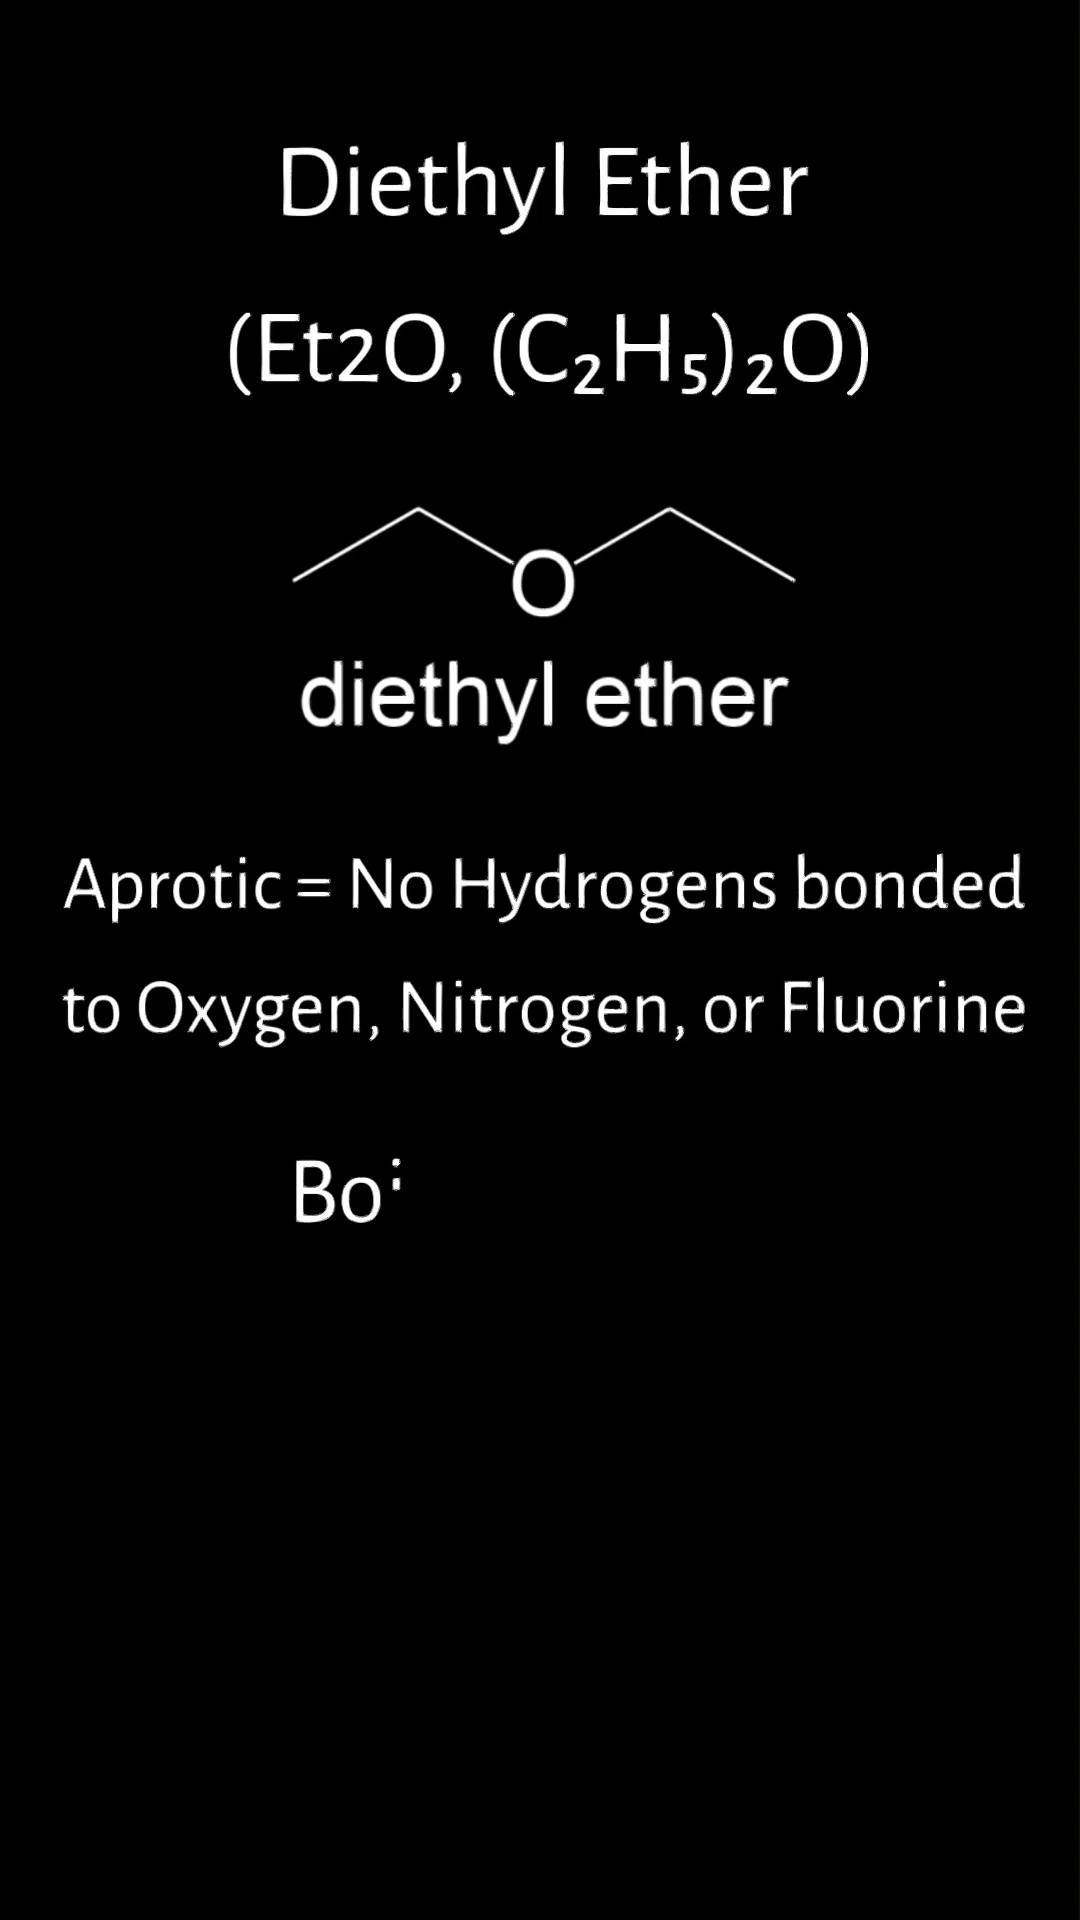 Diethyl Ether
(Et2O, (C₂H₅)₂O)
O
diethyl ether
Aprotic = No Hydrogens bonded
to Oxygen, Nitrogen, or Fluorine
Bo